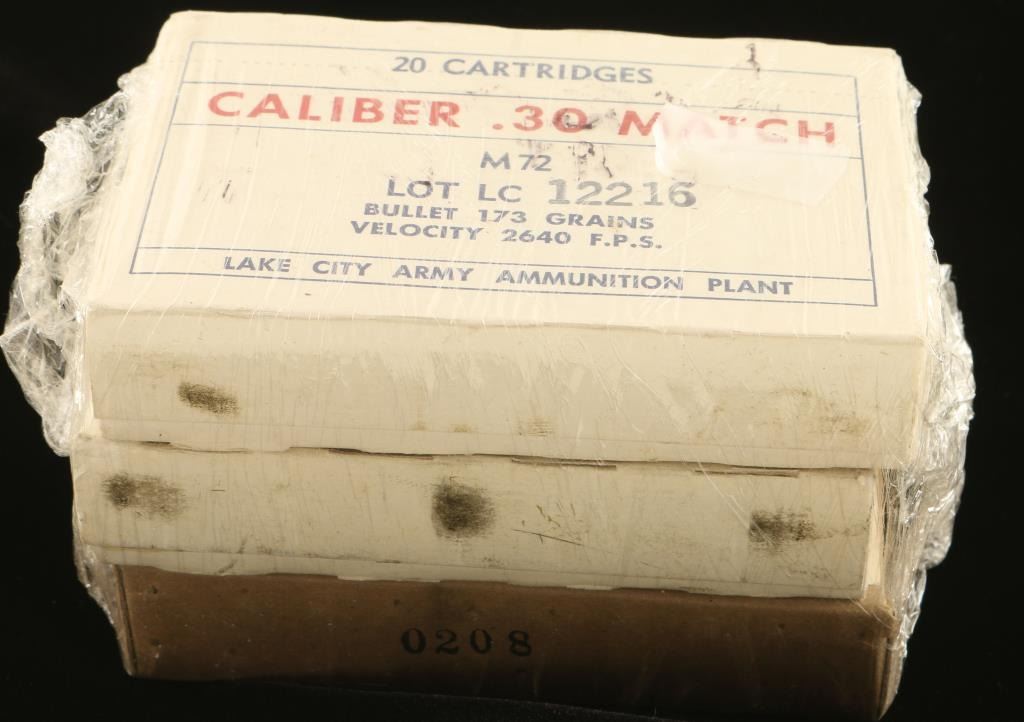 20 CARTRIDGES
CALIBER .30 MATCH
M72
LOT LC 12216
BULLET 173 GRAINS
VELOCITY 2640 F.P.S.
LAKE CITY ARMY AMMUNITION PLANT
0208